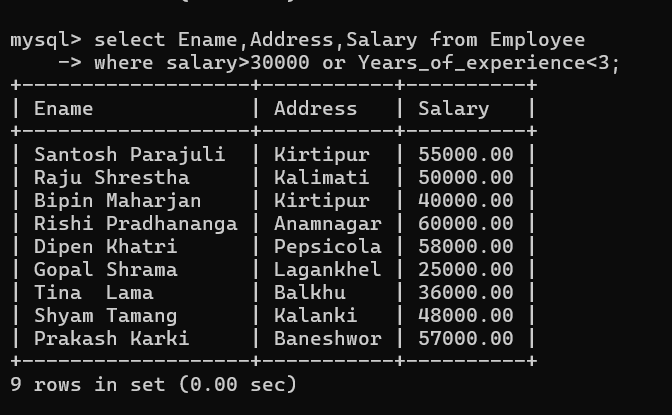 mysql> select Ename,Address,Salary from Employee
    -> where salary>30000 or Years_of_experience<3;
+-------------------+-----------+----------+
| Ename             | Address   | Salary   |
+-------------------+-----------+----------+
| Santosh Parajuli  | Kirtipur  | 55000.00 |
| Raju Shrestha     | Kalimati  | 50000.00 |
| Bipin Maharjan    | Kirtipur  | 40000.00 |
| Rishi Pradhananga | Anamnagar | 60000.00 |
| Dipen Khatri      | Pepsicola | 58000.00 |
| Gopal Shrama      | Lagankhel | 25000.00 |
| Tina  Lama        | Balkhu    | 36000.00 |
| Shyam Tamang      | Kalanki   | 48000.00 |
| Prakash Karki     | Baneshwor | 57000.00 |
+-------------------+-----------+----------+
9 rows in set (0.00 sec)